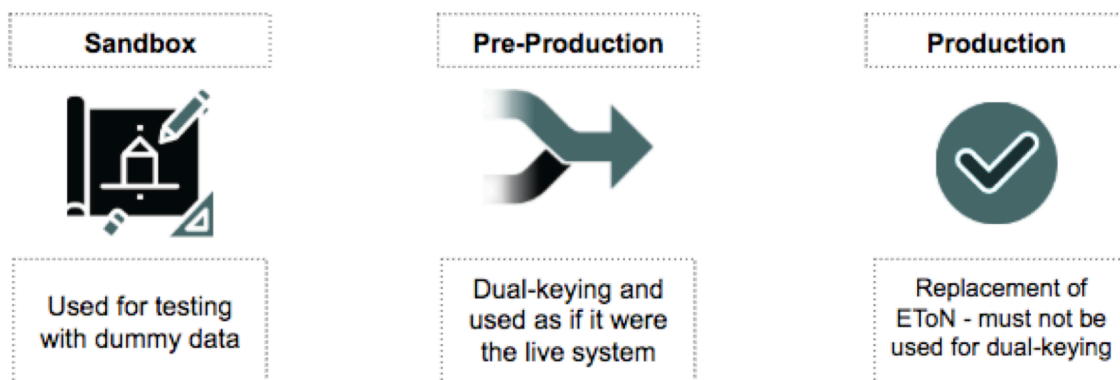 Sandbox
Pre-Production
Production
Used for testing
with dummy data
Dual-keying and
used as if it were
the live system
Replacement of
EToN - must not be
used for dual-keying